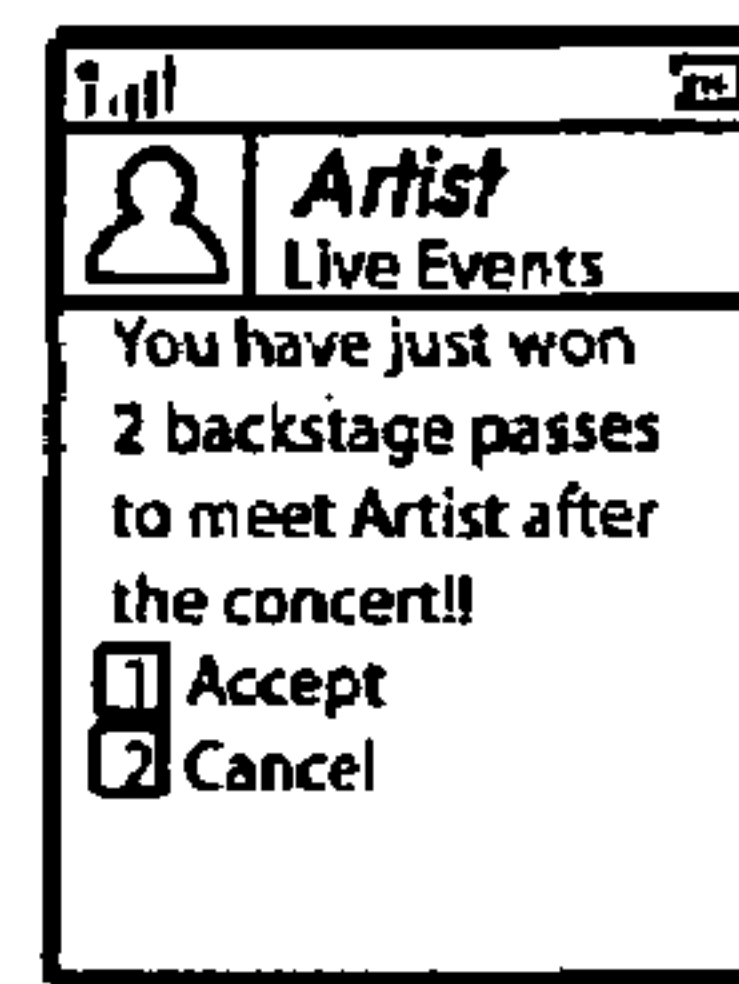 Artist
Live Events
You have just won
2 backstage passes
to meet Artist after
the concert!!
1 Accept
2 Cancel